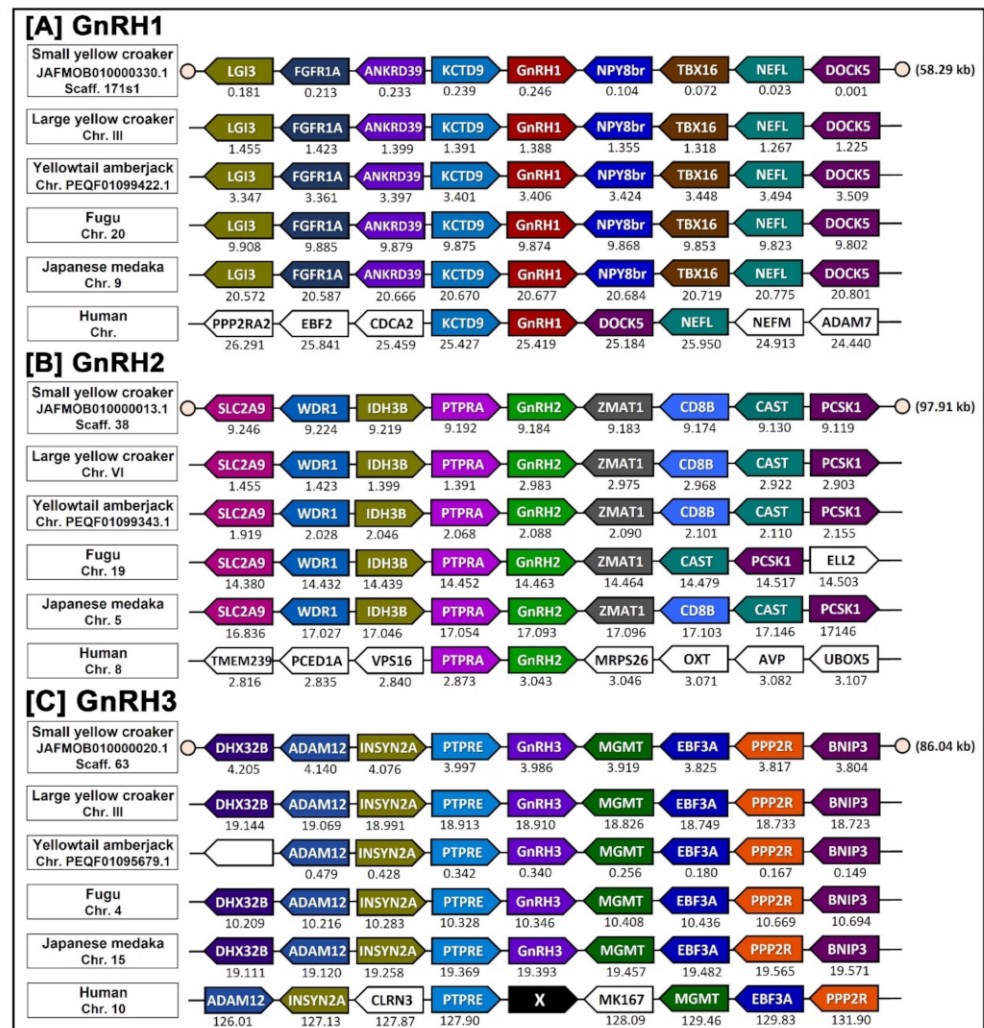 [A] GnRH1
Small yellow croaker
JAFMOB010000330.1
Scaff. 171s1
LGI3 FGFR1A ANKRD39 KCTD9 GnRH1 NPY8br TBX16 NEFL DOCK5 (58.29 kb)
0.181 0.213 0.233 0.239 0.246 0.104 0.072 0.023 0.001
Large yellow croaker
Chr. III
LGI3 FGFR1A ANKRD39 KCTD9 GnRH1 NPY8br TBX16 NEFL DOCK5
1.455 1.423 1.399 1.391 1.388 1.355 1.318 1.267 1.225
Yellowtail amberjack
Chr. PEQF01099422.1
LGI3 FGFR1A ANKRD39 KCTD9 GnRH1 NPY8br TBX16 NEFL DOCK5
3.347 3.361 3.397 3.401 3.406 3.424 3.448 3.494 3.509
Fugu
Chr. 20
LGI3 FGFR1A ANKRD39 KCTD9 GnRH1 NPY8br TBX16 NEFL DOCK5
9.908 9.885 9.879 9.875 9.874 9.868 9.853 9.823 9.802
Japanese medaka
Chr. 9
LGI3 FGFR1A ANKRD39 KCTD9 GnRH1 NPY8br TBX16 NEFL DOCK5
20.572 20.587 20.666 20.670 20.677 20.684 20.719 20.775 20.801
Human
Chr.
PPP2RA2 EBF2 CDCA2 KCTD9 GnRH1 DOCK5 NEFL NEFM ADAM7
26.291 25.841 25.459 25.427 25.419 25.184 25.950 24.913 24.440
[B] GnRH2
Small yellow croaker
JAFMOB010000013.1
Scaff. 38
SLC2A9 WDR1 IDH3B PTPRA GnRH2 ZMAT1 CD8B CAST PCSK1 (97.91 kb)
9.246 9.224 9.219 9.192 9.184 9.183 9.174 9.130 9.119
Large yellow croaker
Chr. VI
SLC2A9 WDR1 IDH3B PTPRA GnRH2 ZMAT1 CD8B CAST PCSK1
1.455 1.423 1.399 1.391 2.983 2.975 2.968 2.922 2.903
Yellowtail amberjack
Chr. PEQF01099343.1
SLC2A9 WDR1 IDH3B PTPRA GnRH2 ZMAT1 CD8B CAST PCSK1
1.919 2.028 2.046 2.068 2.088 2.090 2.101 2.110 2.155
Fugu
Chr. 19
SLC2A9 WDR1 IDH3B PTPRA GnRH2 ZMAT1 CAST PCSK1 ELL2
14.380 14.432 14.439 14.452 14.463 14.464 14.479 14.517 14.503
Japanese medaka
Chr. 5
SLC2A9 WDR1 IDH3B PTPRA GnRH2 ZMAT1 CD8B CAST PCSK1
16.836 17.027 17.046 17.054 17.093 17.096 17.103 17.146 17146
Human
Chr. 8
TMEM239 PCED1A VPS16 PTPRA GnRH2 MRPS26 OXT AVP UBOX5
2.816 2.835 2.840 2.873 3.043 3.046 3.071 3.082 3.107
[C] GnRH3
Small yellow croaker
JAFMOB010000020.1
Scaff. 63
DHX32B ADAM12 INSYN2A PTPRE GnRH3 MGMT EBF3A PPP2R BNIP3 (86.04 kb)
4.205 4.140 4.076 3.997 3.986 3.919 3.825 3.817 3.804
Large yellow croaker
Chr. III
DHX32B ADAM12 INSYN2A PTPRE GnRH3 MGMT EBF3A PPP2R BNIP3
19.144 19.069 18.991 18.913 18.910 18.826 18.749 18.733 18.723
Yellowtail amberjack
Chr. PEQF01095679.1
ADAM12 INSYN2A PTPRE GnRH3 MGMT EBF3A PPP2R BNIP3
0.479 0.428 0.342 0.340 0.256 0.180 0.167 0.149
Fugu
Chr. 4
DHX32B ADAM12 INSYN2A PTPRE GnRH3 MGMT EBF3A PPP2R BNIP3
10.209 10.216 10.283 10.328 10.346 10.408 10.436 10.669 10.694
Japanese medaka
Chr. 15
DHX32B ADAM12 INSYN2A PTPRE GnRH3 MGMT EBF3A PPP2R BNIP3
19.111 19.120 19.258 19.369 19.393 19.457 19.482 19.565 19.571
Human
Chr. 10
ADAM12 INSYN2A CLRN3 PTPRE X MK167 MGMT EBF3A PPP2R
126.01 127.13 127.87 127.90 128.09 129.46 129.83 131.90